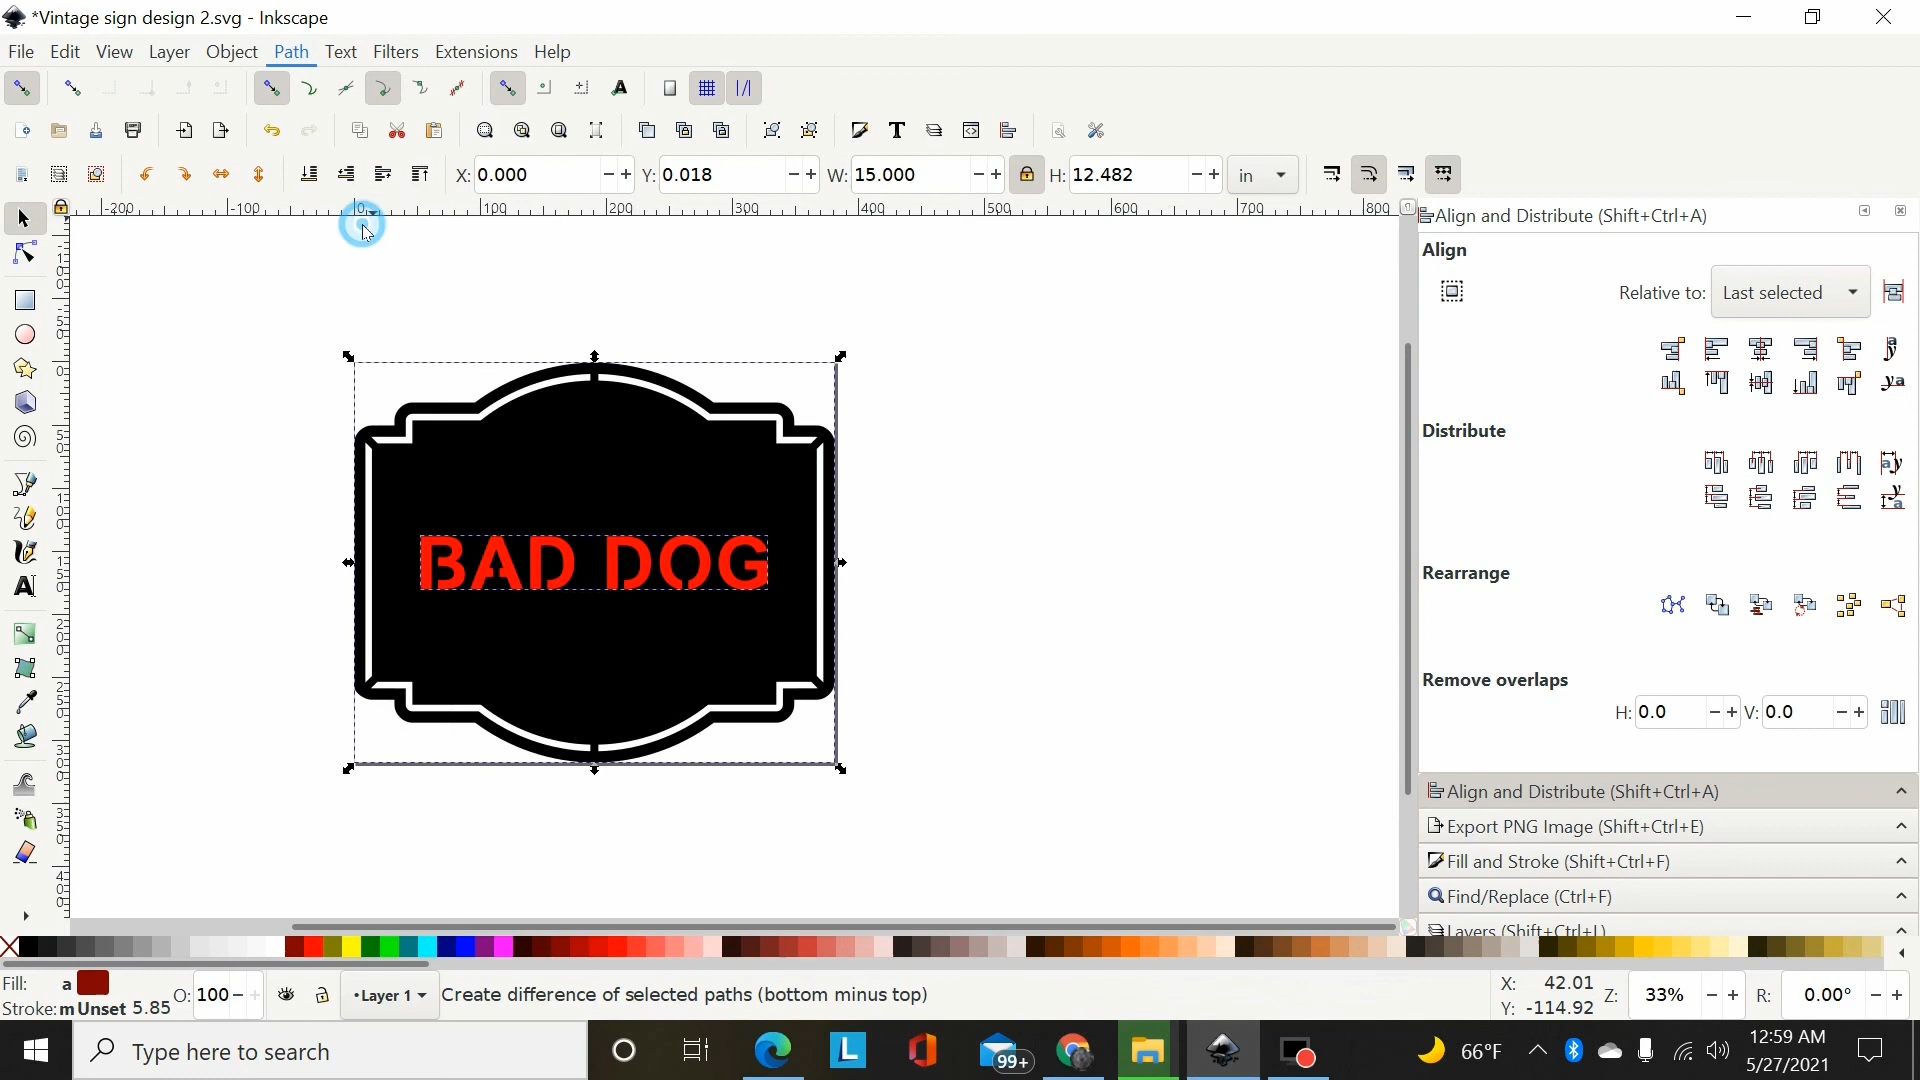 *Vintage sign design 2.svg - Inkscape
File Edit View Layer Object Path Text Filters Extensions Help
X: 0.000 Y: 0.018 W: 15.000 H: 12.482 in
-200 -100 0 100 200 300 400 500 600 700 800
Align and Distribute (Shift+Ctrl+A)
Align
Relative to: Last selected
Distribute
BAD DOG
Rearrange
Remove overlaps
H: 0.0 V: 0.0
Align and Distribute (Shift+Ctrl+A)
Export PNG Image (Shift+Ctrl+E)
Fill and Stroke (Shift+Ctrl+F)
Find/Replace (Ctrl+F)
Layers (Shift+Ctrl+L)
Fill: a
Stroke: m Unset 5.85 O: 100 •Layer 1 Create difference of selected paths (bottom minus top)
X: 42.01
Y: -114.92 Z: 33% R: 0.00°
Type here to search
99+
66°F
12:59 AM
5/27/2021